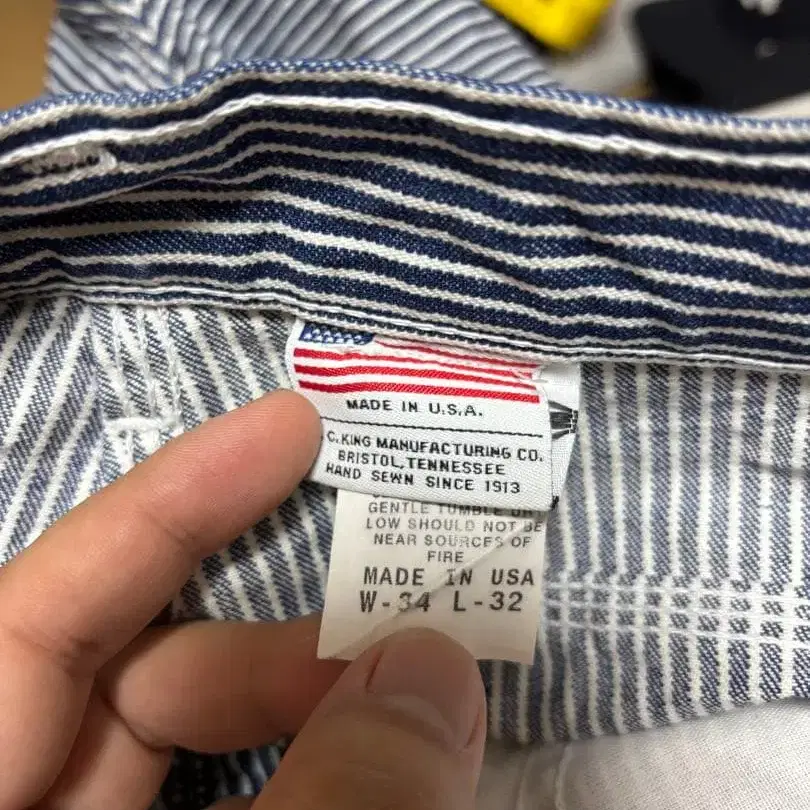 MADE IN U.S.A.
C.KING MANUFACTURING CO.
BRISTOL, TENNESSEE
HAND SEWN SINCE 1913
GENTLE TUMBLE DR
LOW SHOULD NOT BE
NEAR SOURCES OF
FIRE
MADE IN USA
W-34 L-32